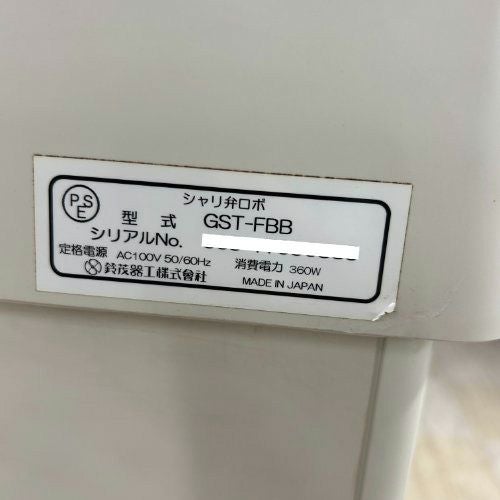 PSE
シャリ弁ロボ
型式 GST-FBB
シリアルNo.
定格電源 AC100V 50/60Hz 消費電力 360W
鈴茂器工株式會社 MADE IN JAPAN